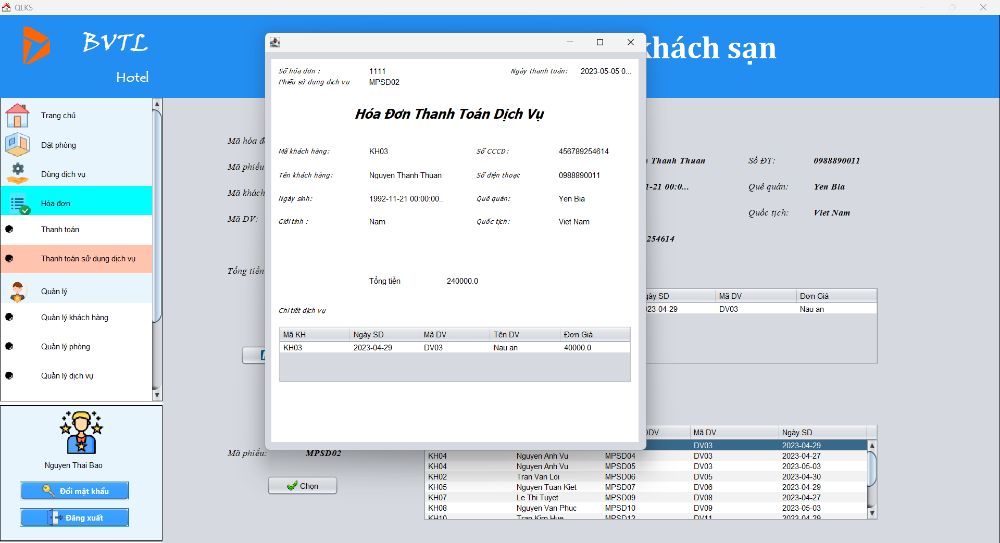 QLKS
BVTL
Hotel
khách sạn
Trang chủ
Đặt phòng
Dùng dịch vụ
Hóa đơn
Thanh toán
Thanh toán sử dụng dịch vụ
Quản lý
Quản lý khách hàng
Quản lý phòng
Quản lý dịch vụ
Nguyen Thai Bao
Đổi mật khẩu
Đăng xuất
Số hóa đơn : 1111 Ngày thanh toán: 2023-05-05 0...
Phiếu sử dụng dịch vụ MPSD02
Hóa Đơn Thanh Toán Dịch Vụ
Mã khách hàng: KH03 Số CCCD: 456789254614
Tên khách hàng: Nguyen Thanh Thuan Số điện thoại: 0988890011
Ngày sinh: 1992-11-21 00:00:00.. Quê quán: Yen Bia
Giới tính : Nam Quốc tịch: Viet Nam
Tổng tiền 240000.0
Chi tiết dịch vụ
Mã KH Ngày SD Mã DV Tên DV Đơn Giá
KH03 2023-04-29 DV03 Nau an 40000.0
Mã hóa đ
Mã phiếu
Mã khách
Mã DV:
Tổng tiền
Thanh Thuan Số ĐT: 0988890011
1-21 00:0... Quê quán: Yen Bia
Quốc tịch: Viet Nam
254614
gày SD Mã DV Đơn Giá
023-04-29 DV03 Nau an
Mã phiếu: MPSD02
Chọn
DV Mã DV Ngày SD
DV03 2023-04-29
KH04 Nguyen Anh Vu MPSD04 DV03 2023-04-27
KH04 Nguyen Anh Vu MPSD05 DV03 2023-05-03
KH02 Tran Van Loi MPSD06 DV05 2023-04-30
KH05 Nguyen Tuan Kiet MPSD07 DV06 2023-04-29
KH07 Le Thi Tuyet MPSD09 DV08 2023-04-27
KH08 Nguyen Van Phuc MPSD10 DV09 2023-05-03
KH10 Tran Kim Hue MPSD12 DV11 2023-04-29